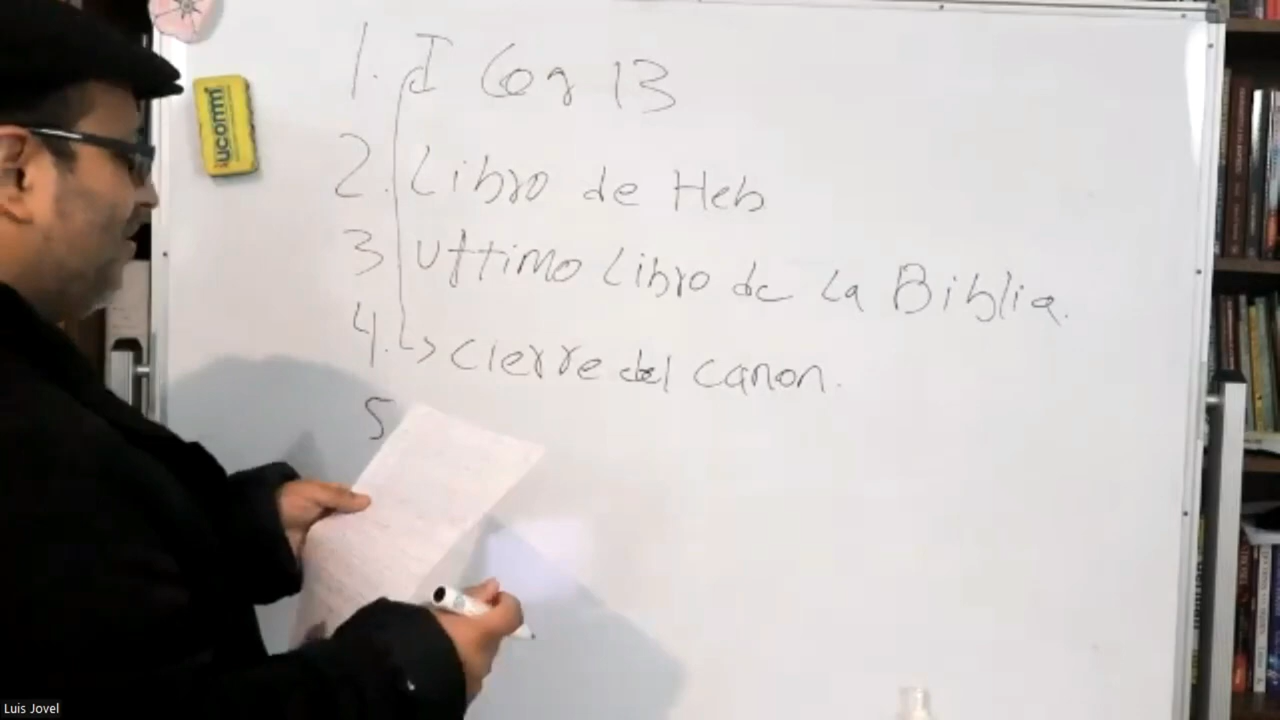 ucomm
1. I Cor 13
2. Libro de Heb
3 Ultimo Libro de La Biblia.
4. ↳ cierre del canon.
5
Luis Jovel